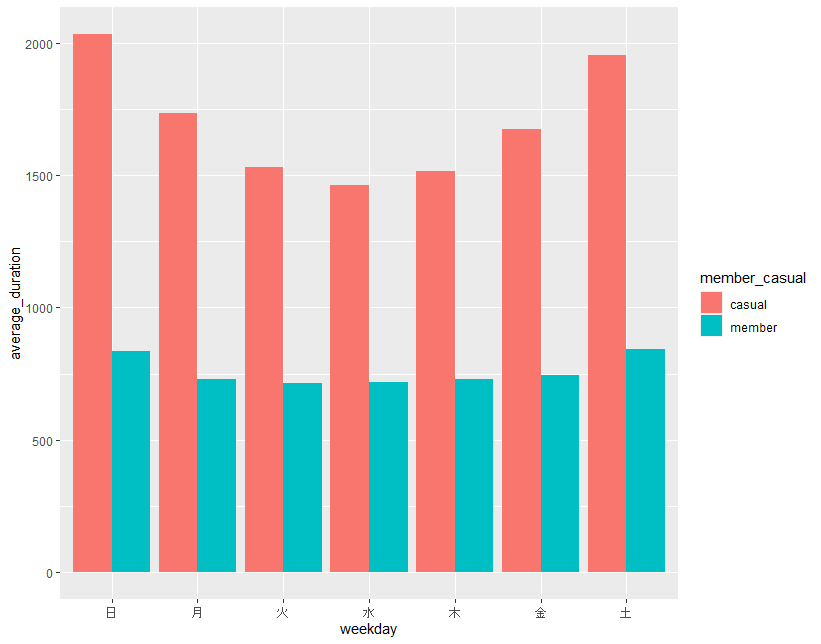 2000
1500
1000
500
0
average_duration
日 月 火 水 木 金 土
weekday
member_casual
casual
member